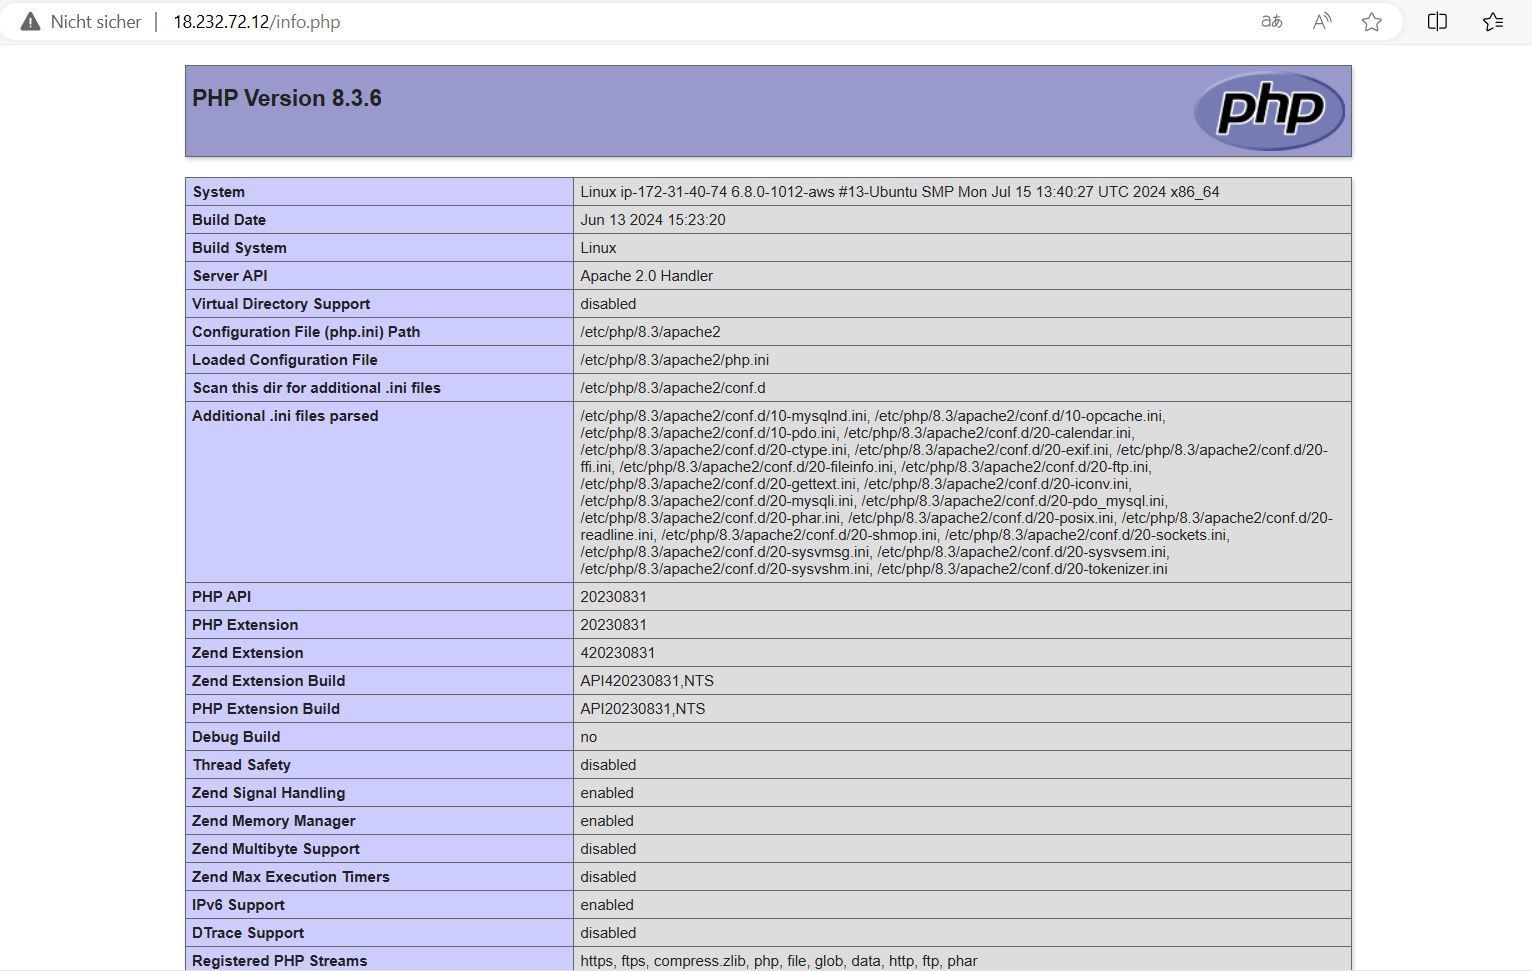 Nicht sicher | 18.232.72.12/info.php
PHP Version 8.3.6
php
System Linux ip-172-31-40-74 6.8.0-1012-aws #13-Ubuntu SMP Mon Jul 15 13:40:27 UTC 2024 x86_64
Build Date Jun 13 2024 15:23:20
Build System Linux
Server API Apache 2.0 Handler
Virtual Directory Support disabled
Configuration File (php.ini) Path /etc/php/8.3/apache2
Loaded Configuration File /etc/php/8.3/apache2/php.ini
Scan this dir for additional .ini files /etc/php/8.3/apache2/conf.d
Additional .ini files parsed /etc/php/8.3/apache2/conf.d/10-mysqlnd.ini, /etc/php/8.3/apache2/conf.d/10-opcache.ini,
/etc/php/8.3/apache2/conf.d/10-pdo.ini, /etc/php/8.3/apache2/conf.d/20-calendar.ini,
/etc/php/8.3/apache2/conf.d/20-ctype.ini, /etc/php/8.3/apache2/conf.d/20-exif.ini, /etc/php/8.3/apache2/conf.d/20-
ffi.ini, /etc/php/8.3/apache2/conf.d/20-fileinfo.ini, /etc/php/8.3/apache2/conf.d/20-ftp.ini,
/etc/php/8.3/apache2/conf.d/20-gettext.ini, /etc/php/8.3/apache2/conf.d/20-iconv.ini,
/etc/php/8.3/apache2/conf.d/20-mysqli.ini, /etc/php/8.3/apache2/conf.d/20-pdo_mysql.ini,
/etc/php/8.3/apache2/conf.d/20-phar.ini, /etc/php/8.3/apache2/conf.d/20-posix.ini, /etc/php/8.3/apache2/conf.d/20-
readline.ini, /etc/php/8.3/apache2/conf.d/20-shmop.ini, /etc/php/8.3/apache2/conf.d/20-sockets.ini,
/etc/php/8.3/apache2/conf.d/20-sysvmsg.ini, /etc/php/8.3/apache2/conf.d/20-sysvsem.ini,
/etc/php/8.3/apache2/conf.d/20-sysvshm.ini, /etc/php/8.3/apache2/conf.d/20-tokenizer.ini
PHP API 20230831
PHP Extension 20230831
Zend Extension 420230831
Zend Extension Build API420230831,NTS
PHP Extension Build API20230831,NTS
Debug Build no
Thread Safety disabled
Zend Signal Handling enabled
Zend Memory Manager enabled
Zend Multibyte Support disabled
Zend Max Execution Timers disabled
IPv6 Support enabled
DTrace Support disabled
Registered PHP Streams https, ftps, compress.zlib, php, file, glob, data, http, ftp, phar